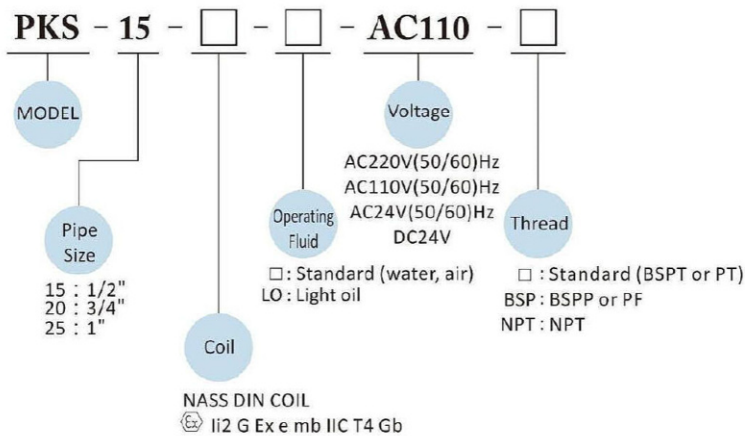 PKS - 15 - □ - □ - AC110 - □
MODEL
Pipe
Size
15 : 1/2"
20 : 3/4"
25 : 1"
Coil
NASS DIN COIL
Ex Ii2 G Ex e mb IIC T4 Gb
Operating
Fluid
□ : Standard (water, air)
LO : Light oil
Voltage
AC220V(50/60)Hz
AC110V(50/60)Hz
AC24V(50/60)Hz
DC24V
Thread
□ : Standard (BSPT or PT)
BSP : BSPP or PF
NPT : NPT